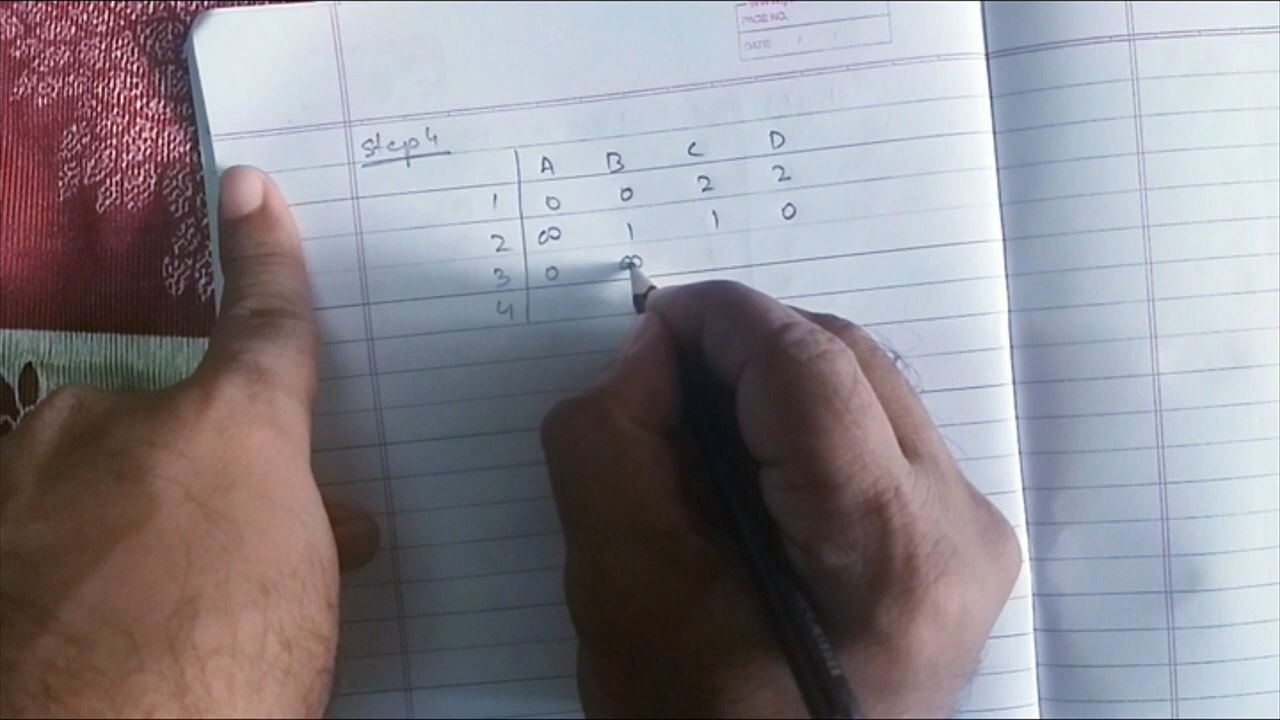 PAGE NO.
DATE: / /
Step 4
A B C D
1 0 0 2 2
2 ∞ 1 1 0
3 0 ∞
4